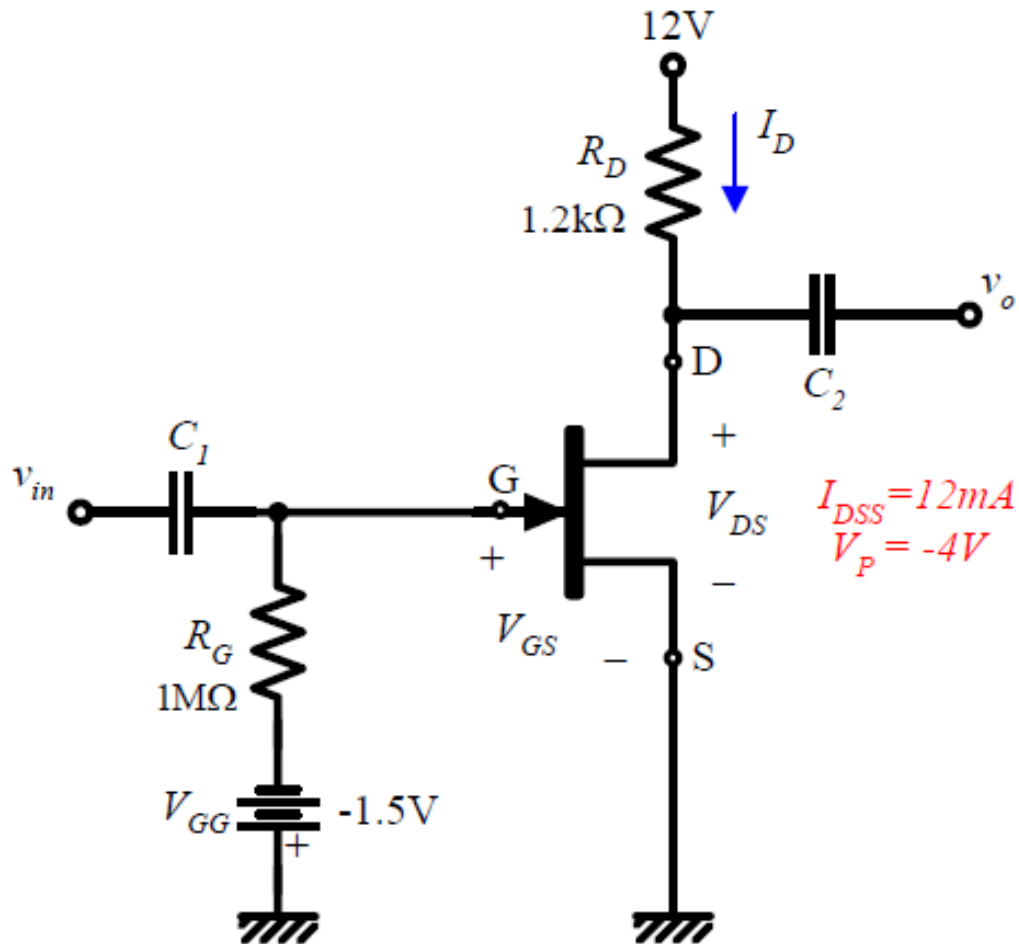 12V
I_D
R_D
1.2kΩ
v_o
D
C_2
C_1
v_in
G
+
+
V_DS
–
I_DSS=12mA
V_P = -4V
R_G
1MΩ
V_GS
–
S
V_GG
-1.5V
+